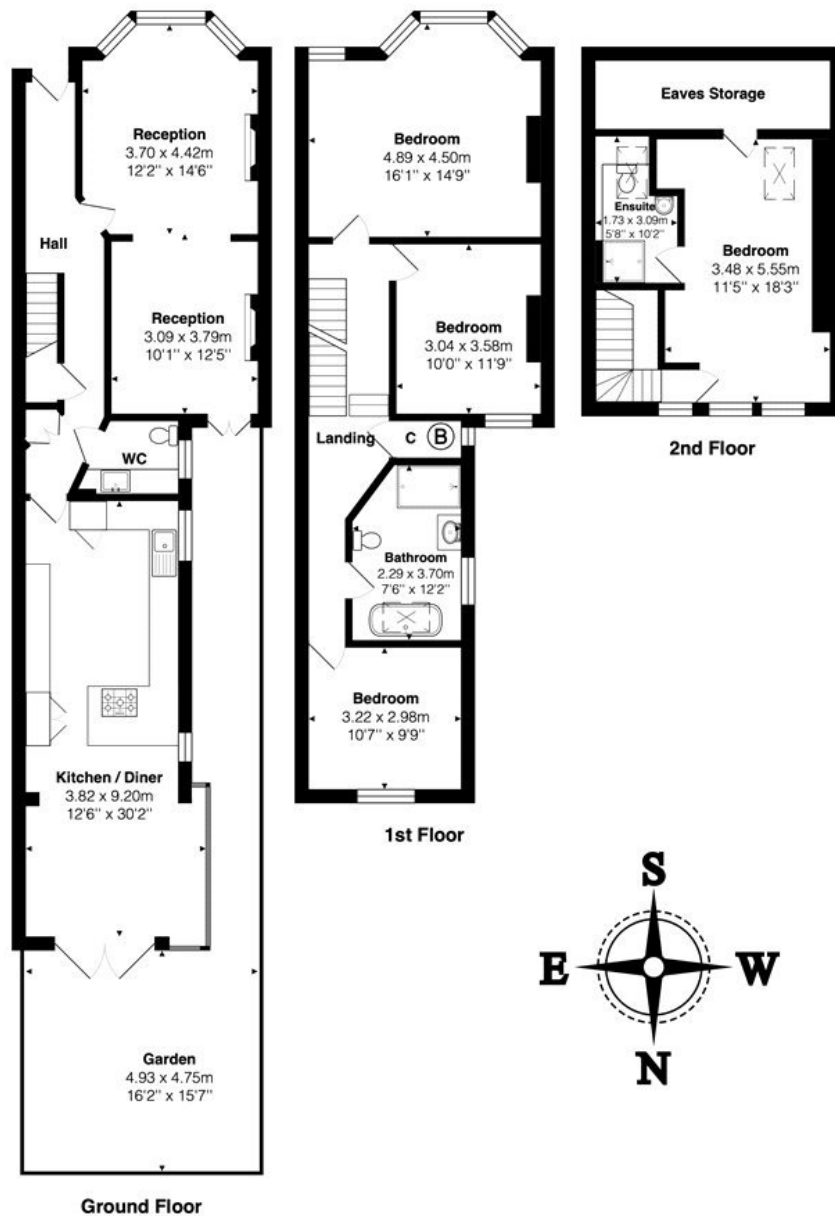 Reception
3.70 x 4.42m
12'2'' x 14'6''
Hall
Reception
3.09 x 3.79m
10'1'' x 12'5''
WC
Kitchen / Diner
3.82 x 9.20m
12'6'' x 30'2''
Garden
4.93 x 4.75m
16'2'' x 15'7''
Ground Floor
Bedroom
4.89 x 4.50m
16'1'' x 14'9''
Bedroom
3.04 x 3.58m
10'0'' x 11'9''
Landing
C B
Bathroom
2.29 x 3.70m
7'6'' x 12'2''
Bedroom
3.22 x 2.98m
10'7'' x 9'9''
1st Floor
Eaves Storage
Ensuite
1.73 x 3.09m
5'8'' x 10'2''
Bedroom
3.48 x 5.55m
11'5'' x 18'3''
2nd Floor
S
E W
N